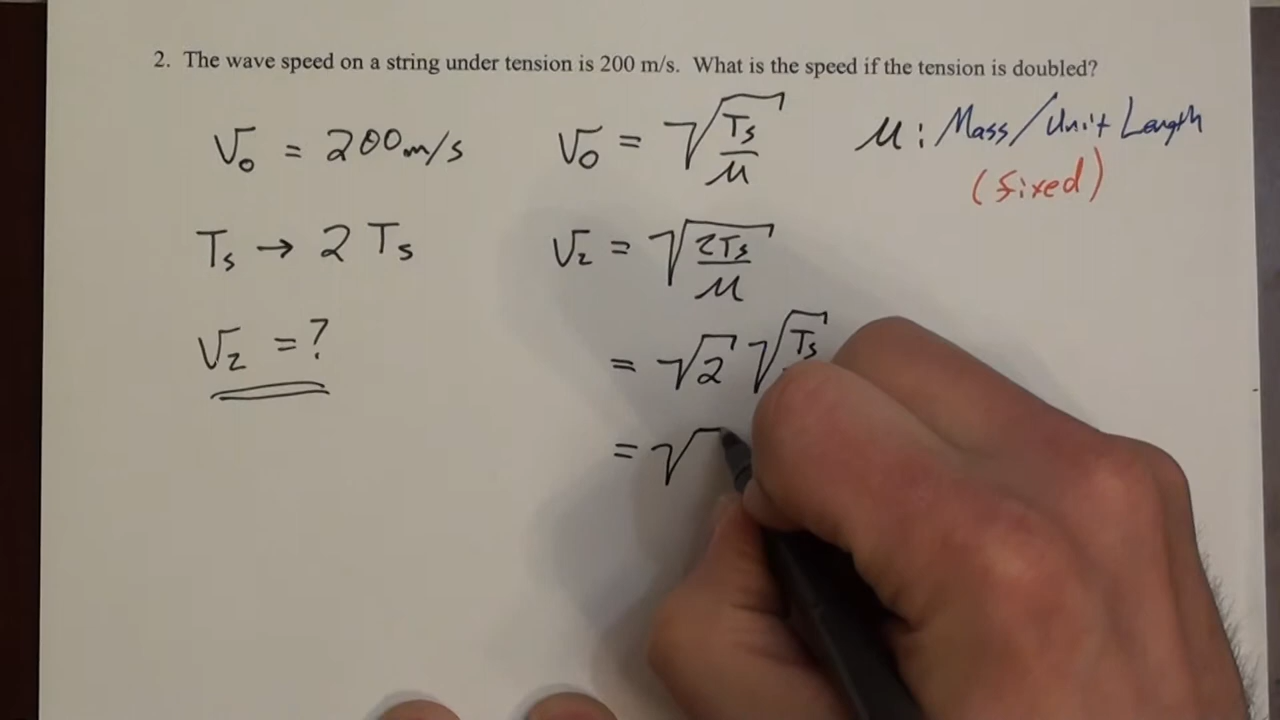 2. The wave speed on a string under tension is 200 m/s. What is the speed if the tension is doubled?
V₀ = 200 m/s
Tₛ → 2 Tₛ
V₂ = ?
V₀ = √(Tₛ/μ)
V₂ = √(2Tₛ/μ)
= √2 √Tₛ
= √
μ: Mass/Unit Length
(fixed)